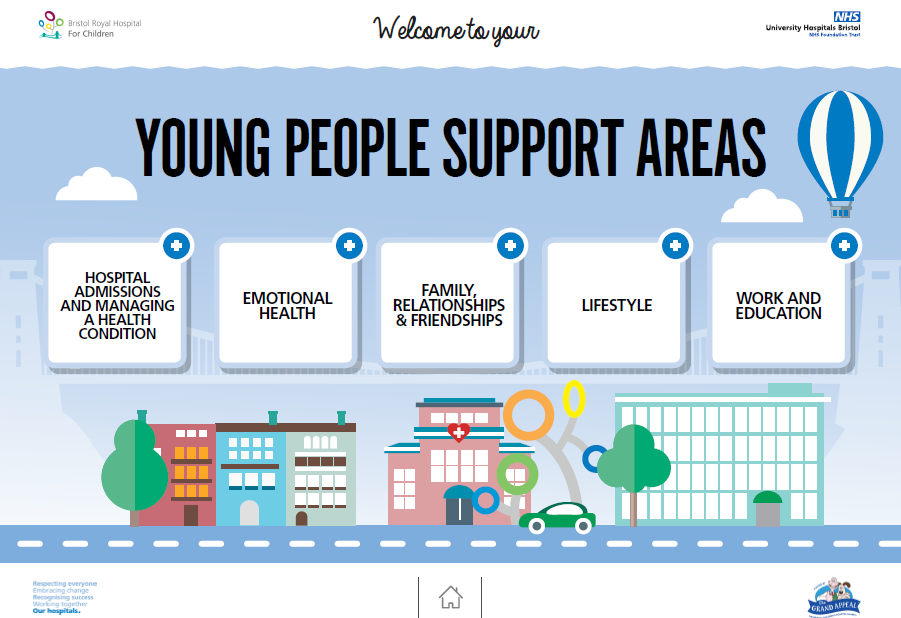 Bristol Royal Hospital
For Children
Welcome to your
NHS
University Hospitals Bristol
NHS Foundation Trust
YOUNG PEOPLE SUPPORT AREAS
HOSPITAL
ADMISSIONS
AND MANAGING
A HEALTH
CONDITION
EMOTIONAL
HEALTH
FAMILY,
RELATIONSHIPS
& FRIENDSHIPS
LIFESTYLE
WORK AND
EDUCATION
Respecting everyone
Embracing change
Recognising success
Working together
Our hospitals.
The
GRAND APPEAL